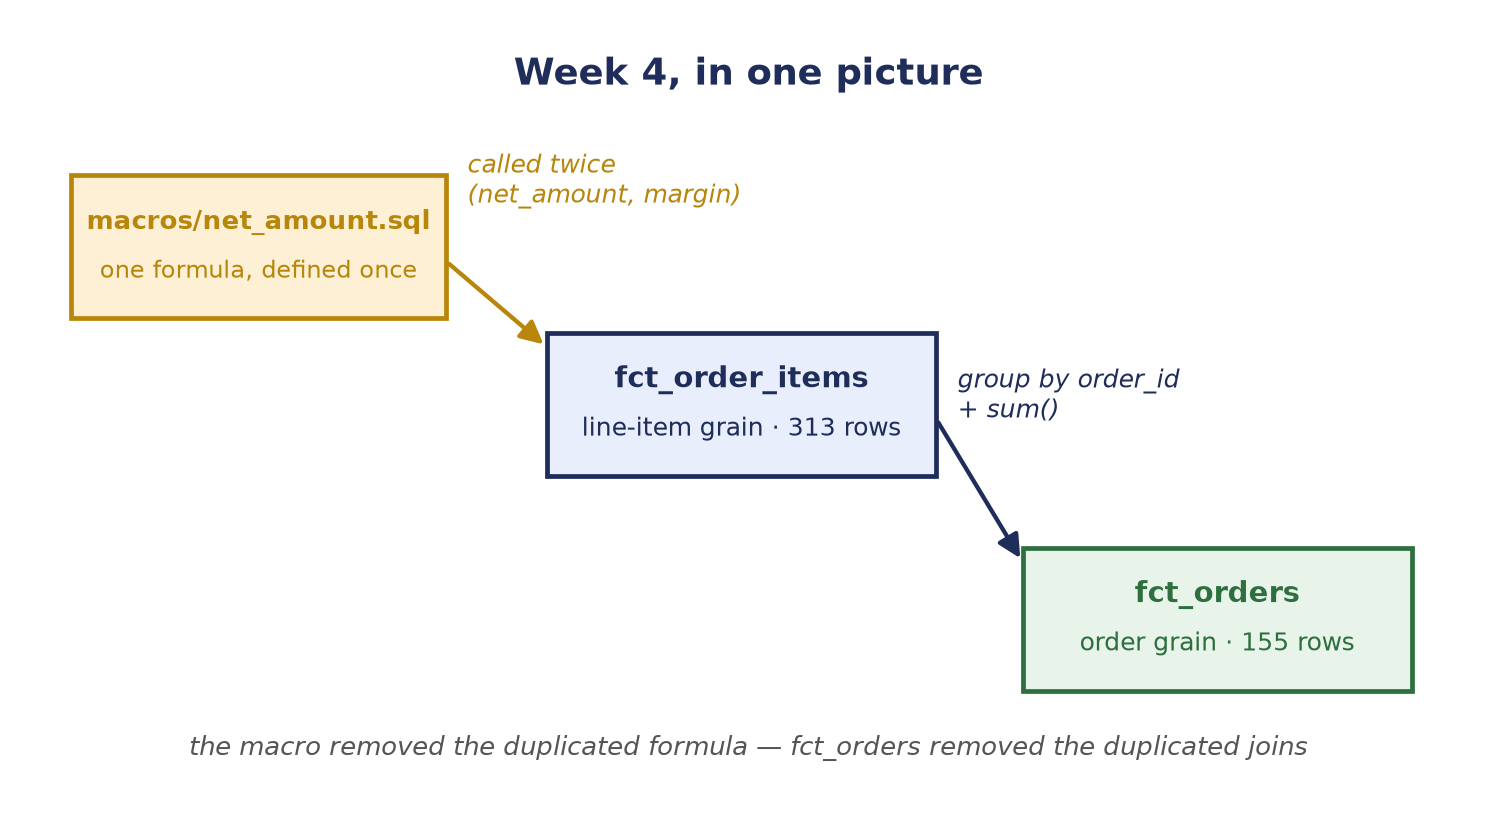 Week 4, in one picture
called twice
(net_amount, margin)
macros/net_amount.sql
one formula, defined once
fct_order_items
line-item grain · 313 rows
group by order_id
+ sum()
fct_orders
order grain · 155 rows
the macro removed the duplicated formula — fct_orders removed the duplicated joins